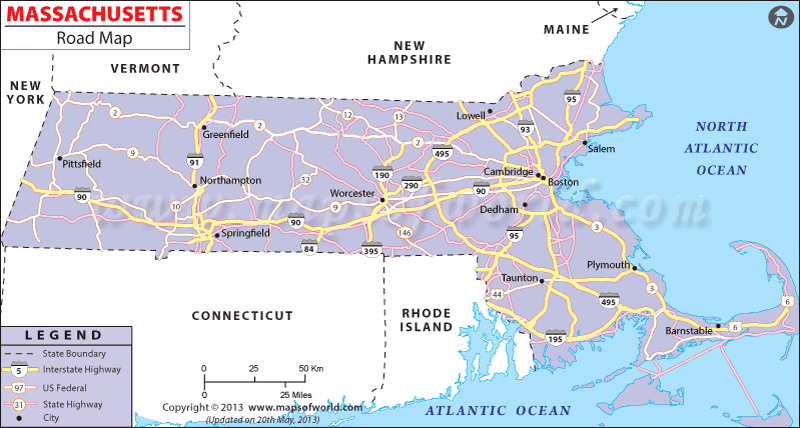 MASSACHUSETTS
Road Map
N
MAINE
NEW
HAMPSHIRE
VERMONT
NEW
YORK
NORTH
ATLANTIC
OCEAN
95
Lowell
93
2
12
13
2
Greenfield
2
495
Salem
9
91
Pittsfield
190
Cambridge
Boston
32
290
Northampton
Worcester
90
90
10
9
Dedham
90
3
Springfield
146
95
84
395
Plymouth
Taunton
3
44
495
6
Barnstable
6
195
www.mapsofworld.com
CONNECTICUT
RHODE
ISLAND
LEGEND
State Boundary
5 Interstate Highway
97 US Federal
31 State Highway
City
0 25 50 Km
0 25 Miles
Copyright © 2013 www.mapsofworld.com
(Updated on 20th May, 2013)
ATLANTIC OCEAN